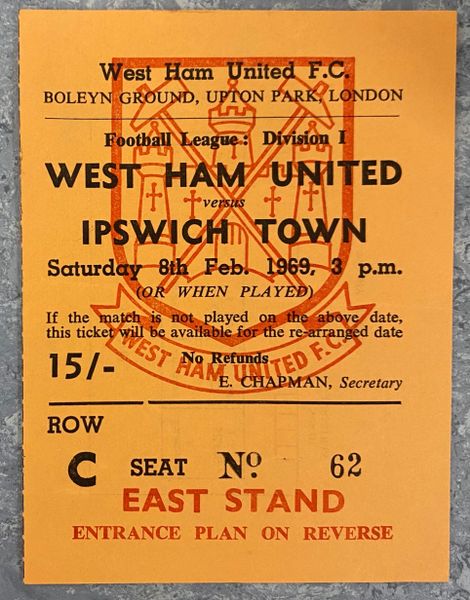 West Ham United F.C.
BOLEYN GROUND, UPTON PARK, LONDON
Football League: Division I
WEST HAM UNITED
versus
IPSWICH TOWN
Saturday 8th Feb. 1969, 3 p.m.
(OR WHEN PLAYED)
If the match is not played on the above date,
this ticket will be available for the re-arranged date
WEST HAM UNITED F.C.
15/- No Refunds
E. CHAPMAN, Secretary
ROW
C SEAT Nº 62
EAST STAND
ENTRANCE PLAN ON REVERSE